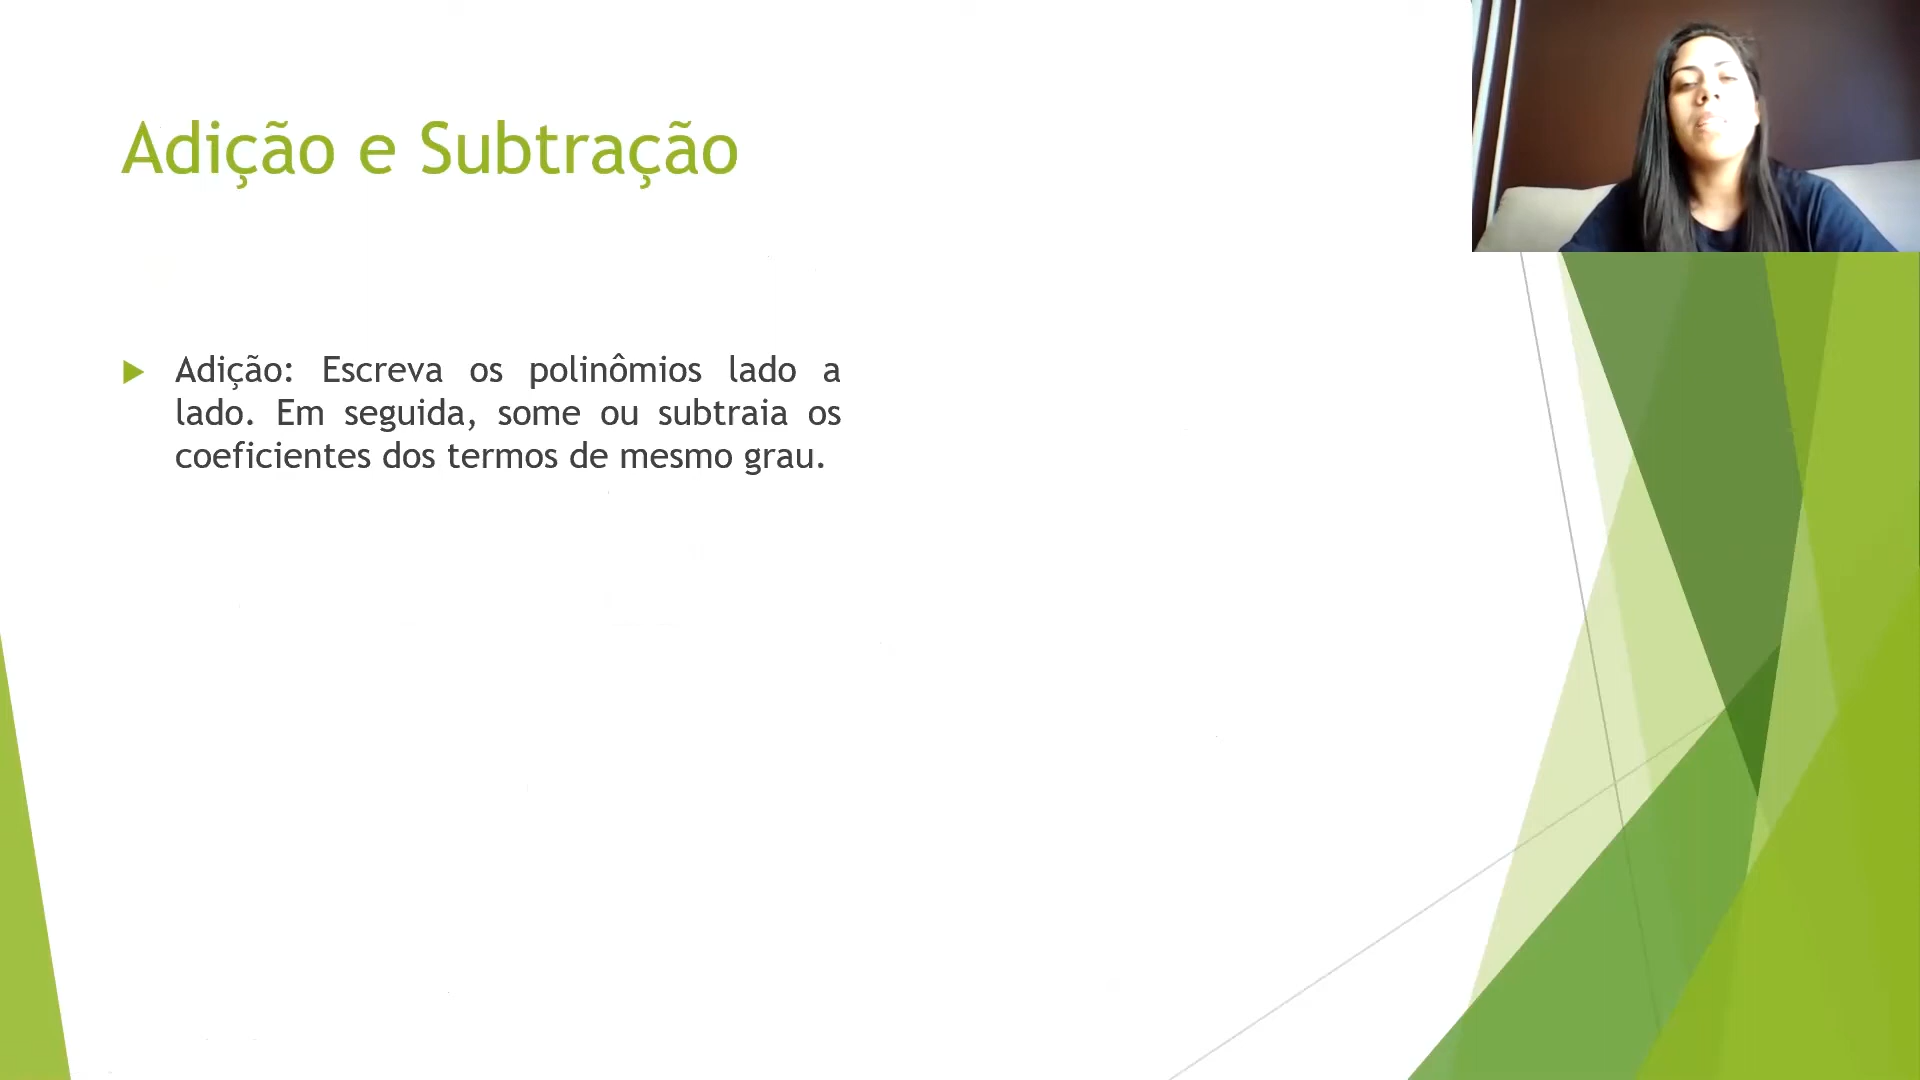 Adição e Subtração
Adição: Escreva os polinômios lado a
lado. Em seguida, some ou subtraia os
coeficientes dos termos de mesmo grau.